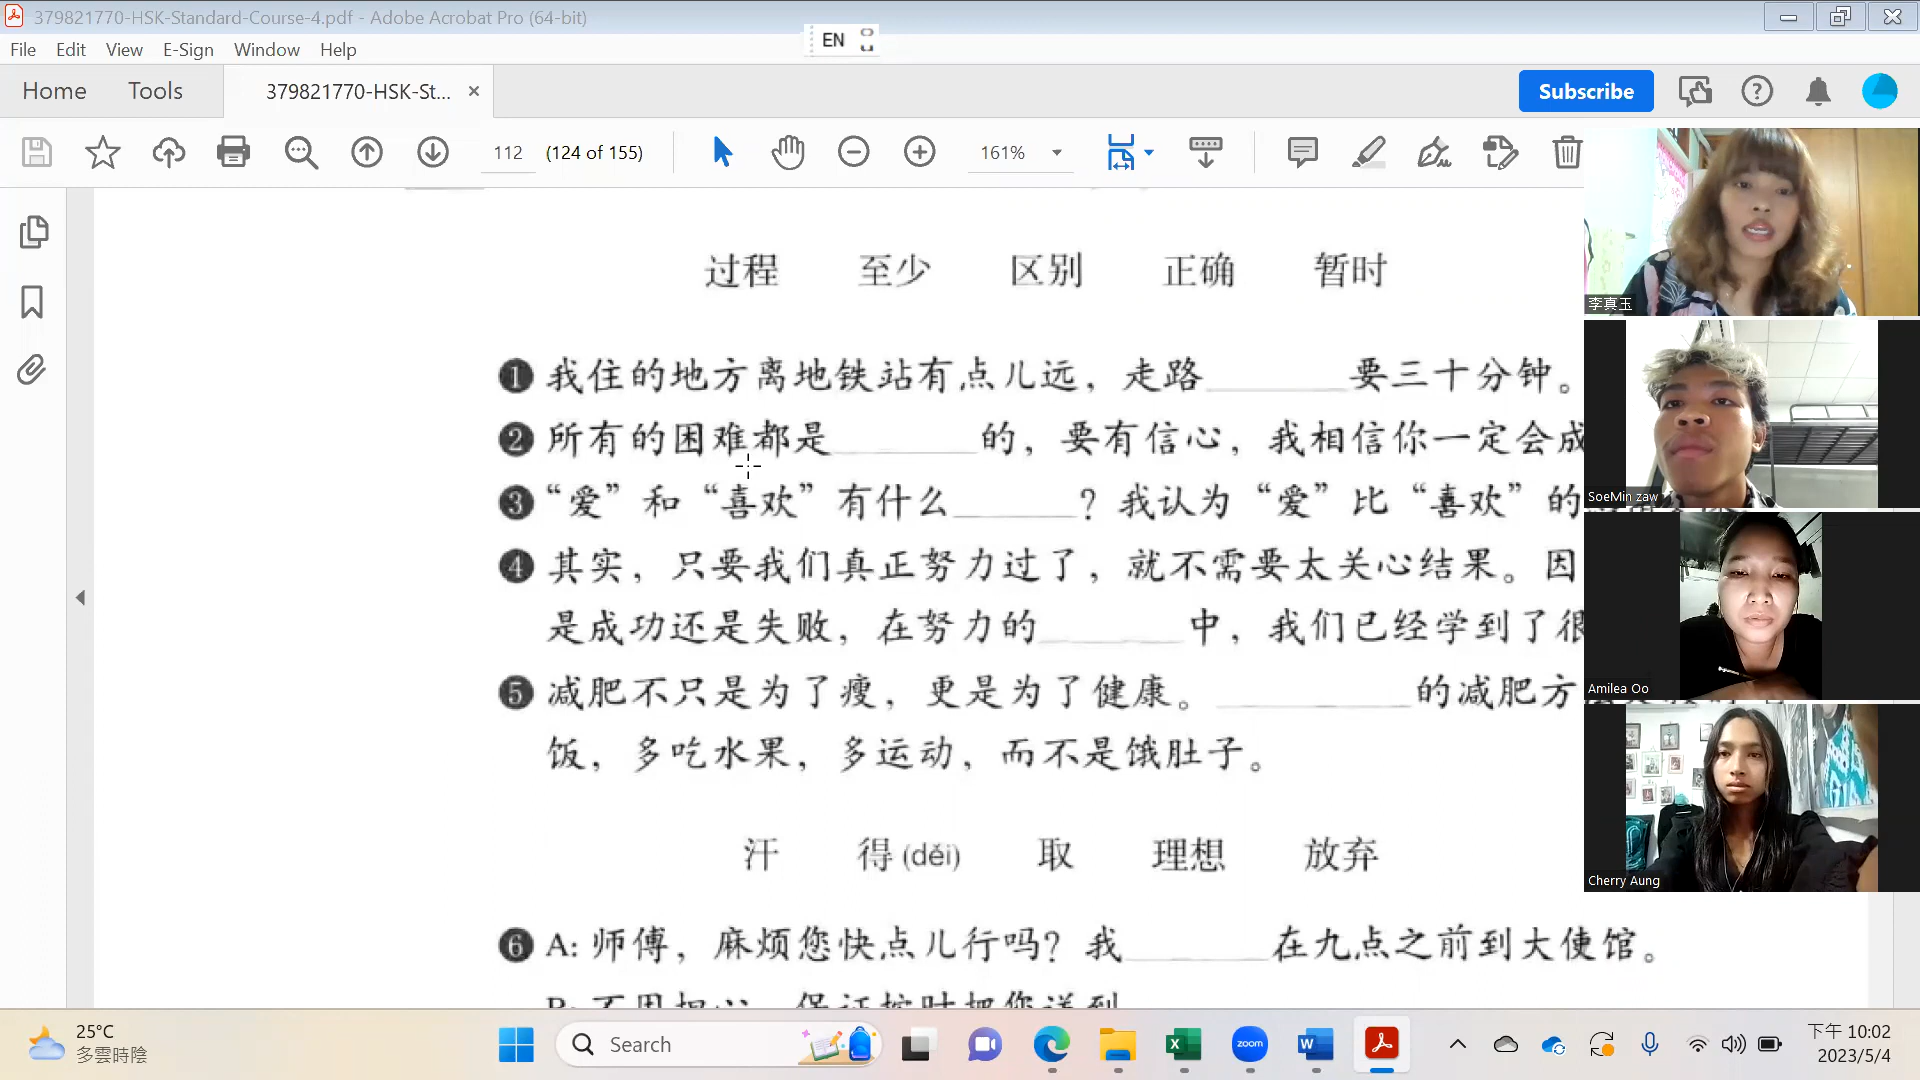 379821770-HSK-Standard-Course-4.pdf - Adobe Acrobat Pro (64-bit)
File Edit View E-Sign Window Help
EN
Home Tools 379821770-HSK-St... ×
Subscribe
112 (124 of 155) 161%
过程 至少 区别 正确 暂时
❶ 我住的地方离地铁站有点儿远，走路______要三十分钟。
❷ 所有的困难都是______的，要有信心，我相信你一定会成
❸ “爱”和“喜欢”有什么______？我认为“爱”比“喜欢”的
❹ 其实，只要我们真正努力过了，就不需要太关心结果。因
是成功还是失败，在努力的______中，我们已经学到了很
❺ 减肥不只是为了瘦，更是为了健康。______的减肥方
饭，多吃水果，多运动，而不是饿肚子。
汗 得(děi) 取 理想 放弃
❻ A: 师傅，麻烦您快点儿行吗？我______在九点之前到大使馆。
李真玉
SoeMin zaw
Amilea Oo
Cherry Aung
25°C
多雲時陰
Search
zoom
下午 10:02
2023/5/4